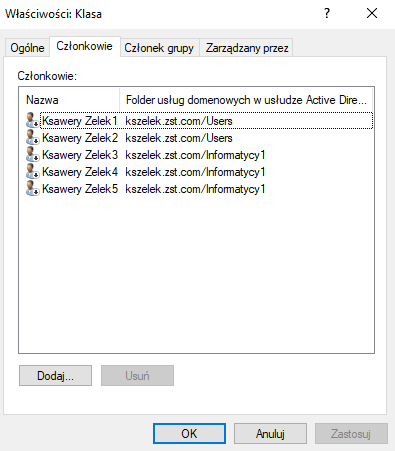 Właściwości: Klasa
Ogólne Członkowie Członek grupy Zarządzany przez
Członkowie:
Nazwa Folder usług domenowych w usłudze Active Dire...
Ksawery Zelek1 kszelek.zst.com/Users
Ksawery Zelek2 kszelek.zst.com/Users
Ksawery Zelek3 kszelek.zst.com/Informatycy1
Ksawery Zelek4 kszelek.zst.com/Informatycy1
Ksawery Zelek5 kszelek.zst.com/Informatycy1
Dodaj... Usuń
OK Anuluj Zastosuj